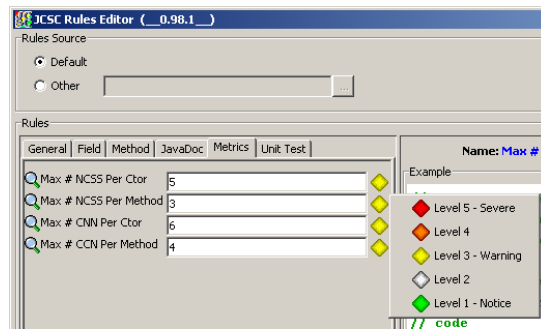 JCSC Rules Editor (__0.98.1__)
Rules Source
Default
Other
...
Rules
General Field Method JavaDoc Metrics Unit Test
Name: Max #
Example
Max # NCSS Per Ctor 5
Max # NCSS Per Method 3
Max # CNN Per Ctor 6
Max # CCN Per Method 4
Level 5 - Severe
Level 4
Level 3 - Warning
Level 2
Level 1 - Notice
// code